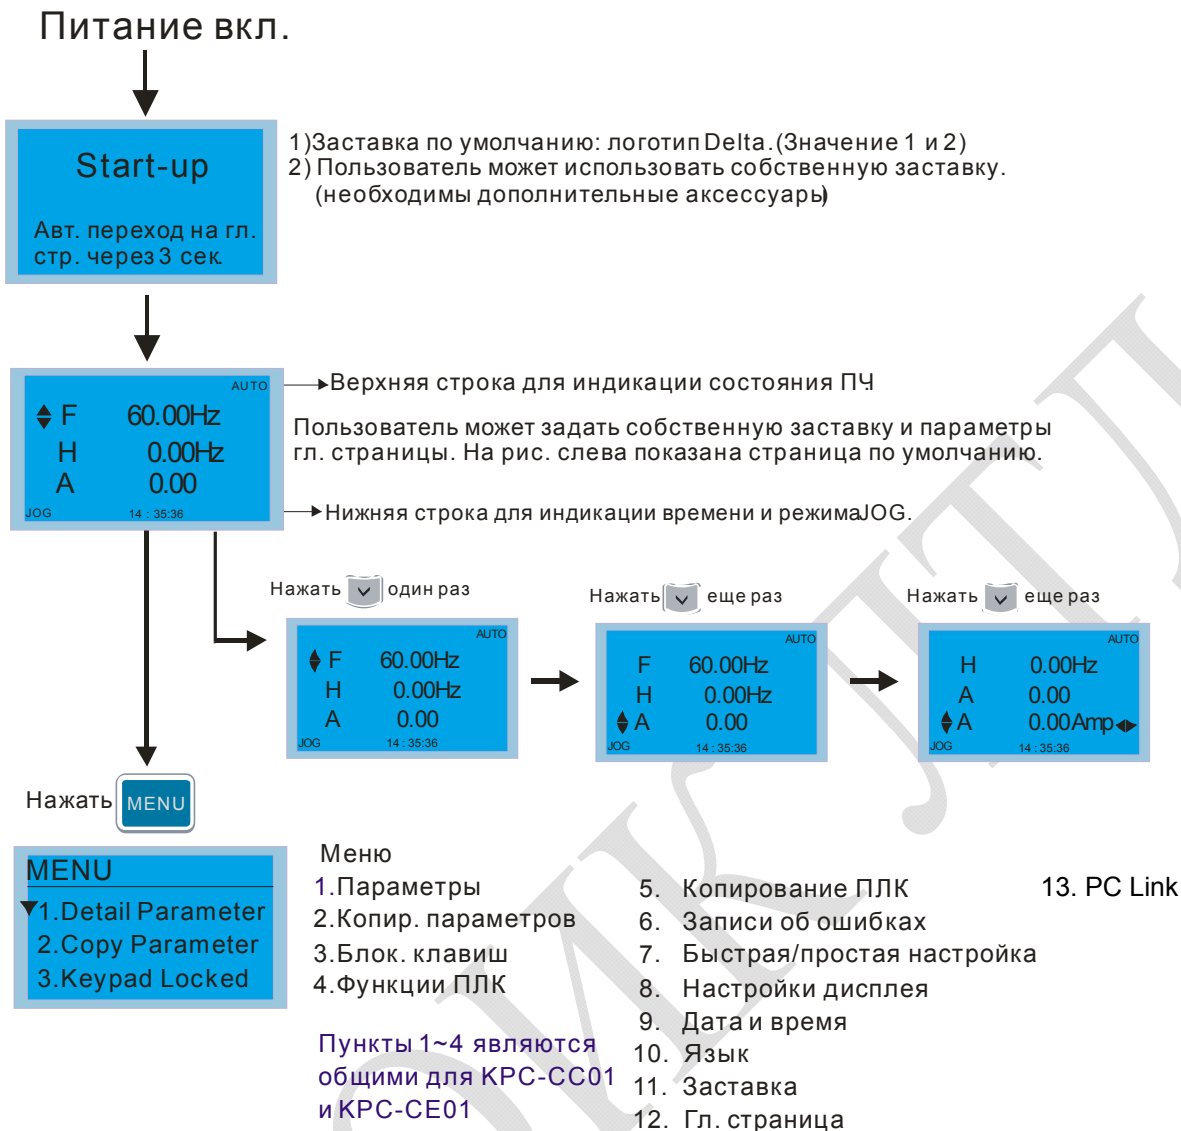 Питание вкл.
Start-up
Авт. переход на гл.
стр. через 3 сек.
1)Заставка по умолчанию: логотип Delta.(Значение 1 и 2)
2) Пользователь может использовать собственную заставку.
(необходимы дополнительные аксессуары)
AUTO
F 60.00Hz
H 0.00Hz
A 0.00
JOG 14 : 35:36
Верхняя строка для индикации состояния ПЧ
Пользователь может задать собственную заставку и параметры
гл. страницы. На рис. слева показана страница по умолчанию.
Нижняя строка для индикации времени и режима JOG.
Нажать один раз
AUTO
F 60.00Hz
H 0.00Hz
A 0.00
JOG 14 : 35:36
Нажать еще раз
AUTO
F 60.00Hz
H 0.00Hz
A 0.00
JOG 14 : 35:36
Нажать еще раз
AUTO
H 0.00Hz
A 0.00
A 0.00Amp
JOG 14 : 35:36
Нажать MENU
MENU
1.Detail Parameter
2.Copy Parameter
3.Keypad Locked
Меню
1.Параметры
2.Копир. параметров
3.Блок. клавиш
4.Функции ПЛК
Пункты 1~4 являются
общими для KPC-CC01
и KPC-CE01
5. Копирование ПЛК
6. Записи об ошибках
7. Быстрая/простая настройка
8. Настройки дисплея
9. Дата и время
10. Язык
11. Заставка
12. Гл. страница
13. PC Link